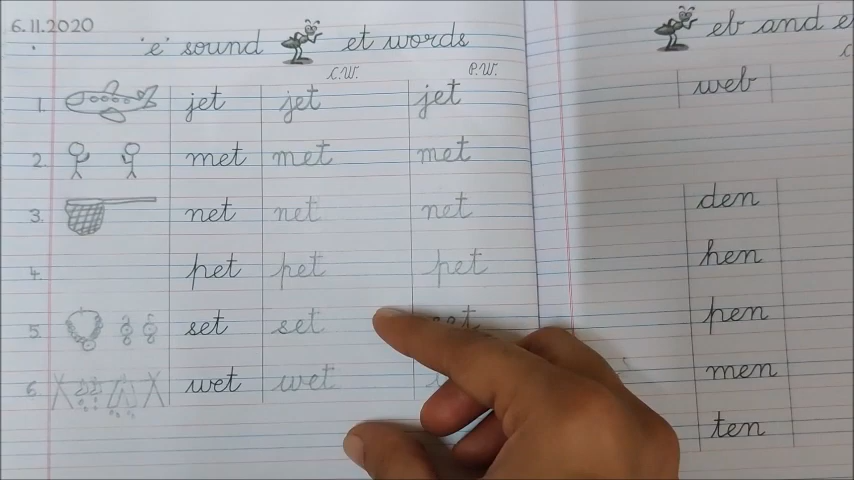 6.11.2020
'e' sound et words
C.W. P.W.
1. jet jet jet
2. met met met
3. net net net
4. pet pet pet
5. set set set
6. wet wet
eb and e
web
den
hen
pen
men
ten